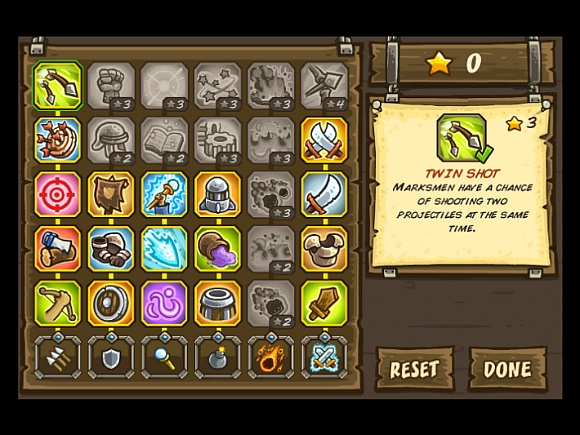 0
3
TWIN SHOT
MARKSMEN HAVE A CHANCE
OF SHOOTING TWO
PROJECTILES AT THE SAME
TIME.
3 3 3 3 4
2 2 3 3
3
2
2
RESET DONE